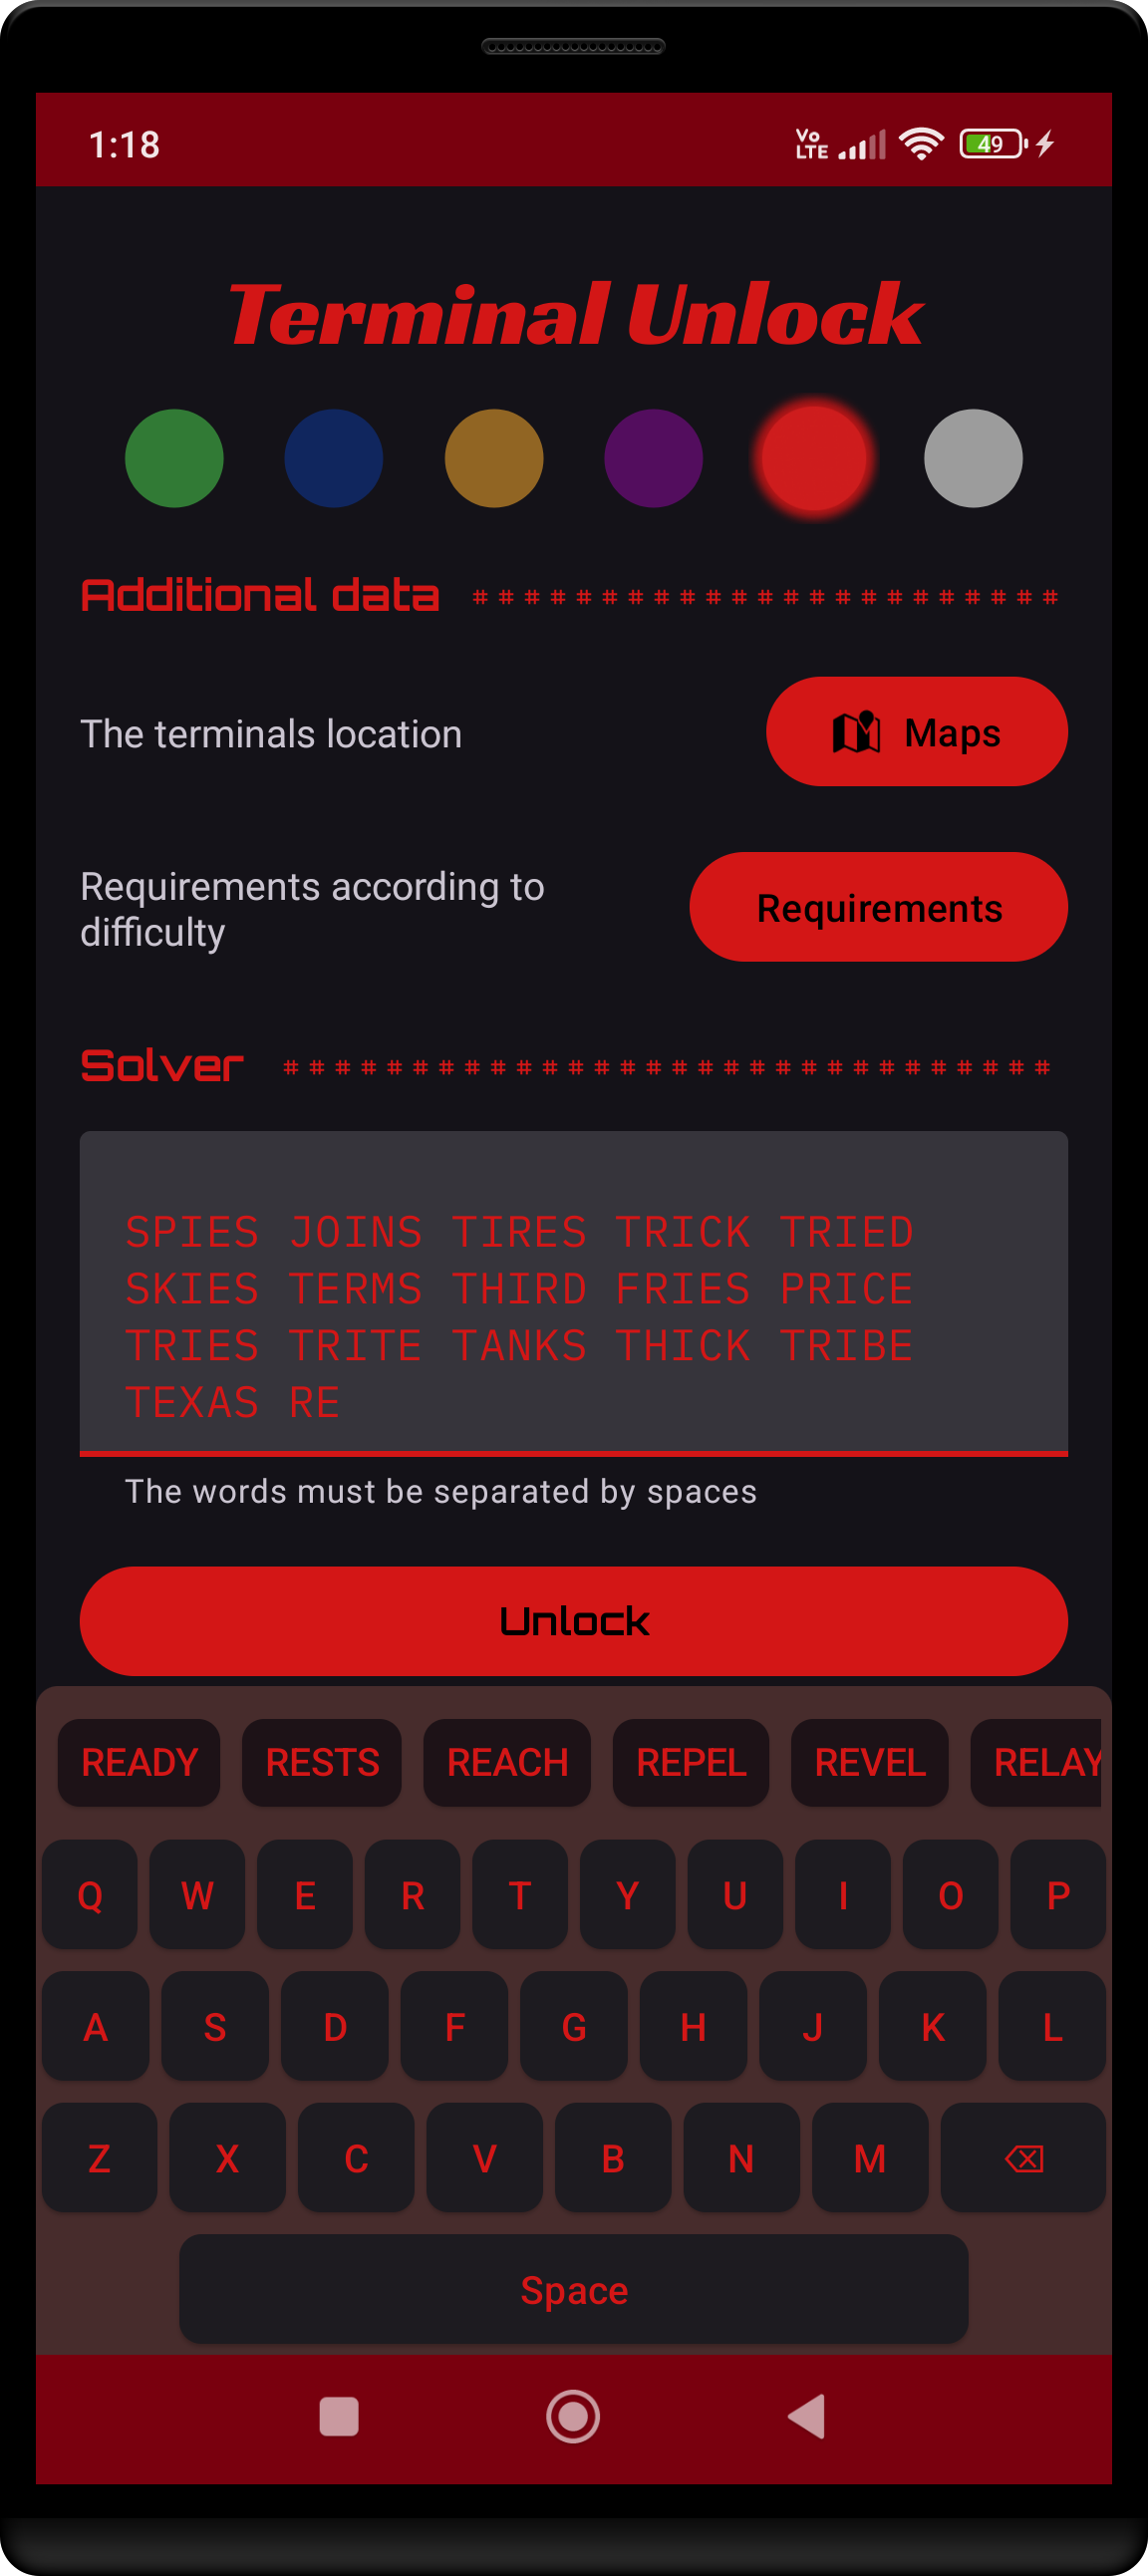 1:18
Vo
LTE
49
Terminal Unlock
Additional data # # # # # # # # # # # # # # # # # # # # # # #
The terminals location
Maps
Requirements according to
difficulty
Requirements
Solver # # # # # # # # # # # # # # # # # # # # # # # # # # # # # #
SPIES JOINS TIRES TRICK TRIED
SKIES TERMS THIRD FRIES PRICE
TRIES TRITE TANKS THICK TRIBE
TEXAS RE
The words must be separated by spaces
Unlock
READY RESTS REACH REPEL REVEL RELAY
Q W E R T Y U I O P
A S D F G H J K L
Z X C V B N M
Space